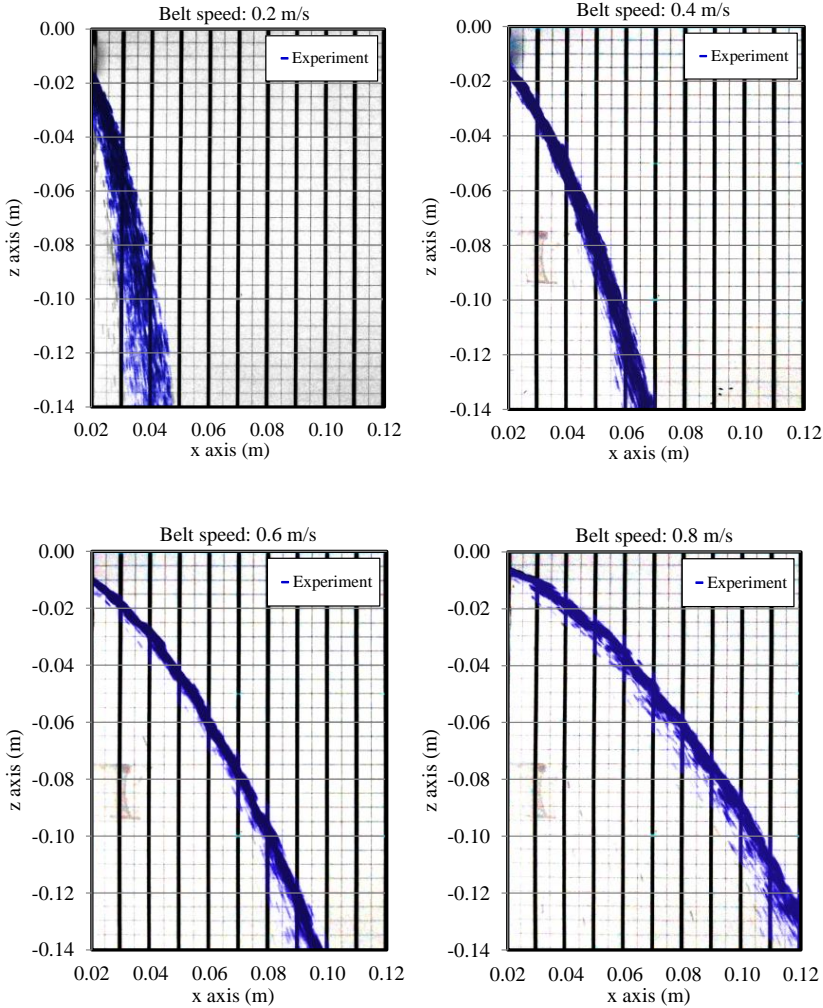 Belt speed: 0.2 m/s
Experiment
0.00
-0.02
-0.04
-0.06
-0.08
-0.10
-0.12
-0.14
z axis (m)
0.02 0.04 0.06 0.08 0.10 0.12
x axis (m)
Belt speed: 0.4 m/s
Experiment
0.00
-0.02
-0.04
-0.06
-0.08
-0.10
-0.12
-0.14
z axis (m)
0.02 0.04 0.06 0.08 0.10 0.12
x axis (m)
Belt speed: 0.6 m/s
Experiment
0.00
-0.02
-0.04
-0.06
-0.08
-0.10
-0.12
-0.14
z axis (m)
0.02 0.04 0.06 0.08 0.10 0.12
x axis (m)
Belt speed: 0.8 m/s
Experiment
0.00
-0.02
-0.04
-0.06
-0.08
-0.10
-0.12
-0.14
z axis (m)
0.02 0.04 0.06 0.08 0.10 0.12
x axis (m)